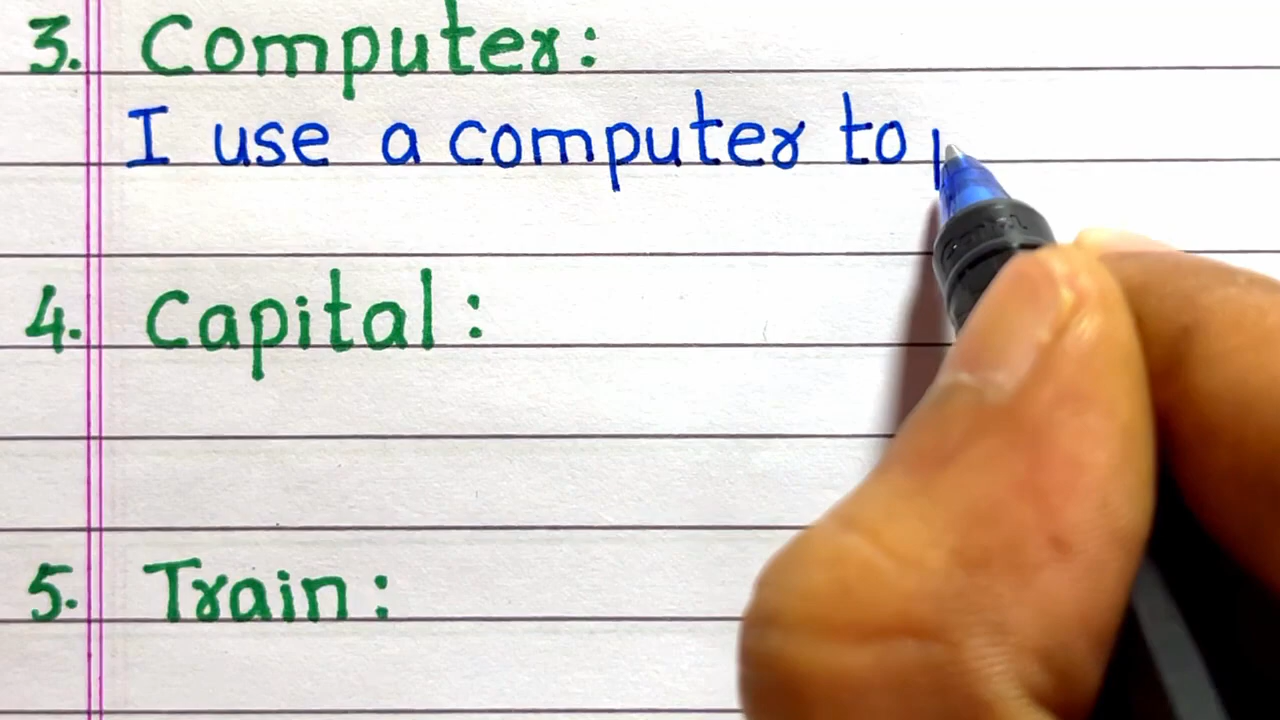 3. Computer:
I use a computer to
4. Capital:
5. Train: